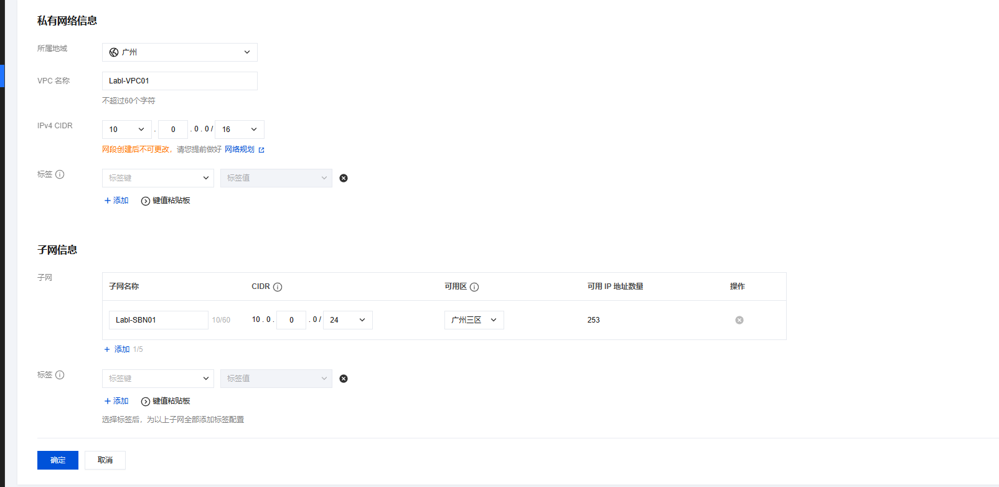 私有网络信息
所属地域 广州
VPC 名称 Labl-VPC01
不超过60个字符
IPv4 CIDR 10 . 0 . 0 . 0 / 16
网段创建后不可更改，请您提前做好 网络规划
标签 标签键 标签值
+ 添加 键值粘贴板
子网信息
子网
子网名称 CIDR 可用区 可用 IP 地址数量 操作
Labl-SBN01 10/60 10 . 0 . 0 . 0 / 24 广州三区 253
+ 添加 1/5
标签 标签键 标签值
+ 添加 键值粘贴板
选择标签后，为以上子网全部添加标签配置
确定 取消